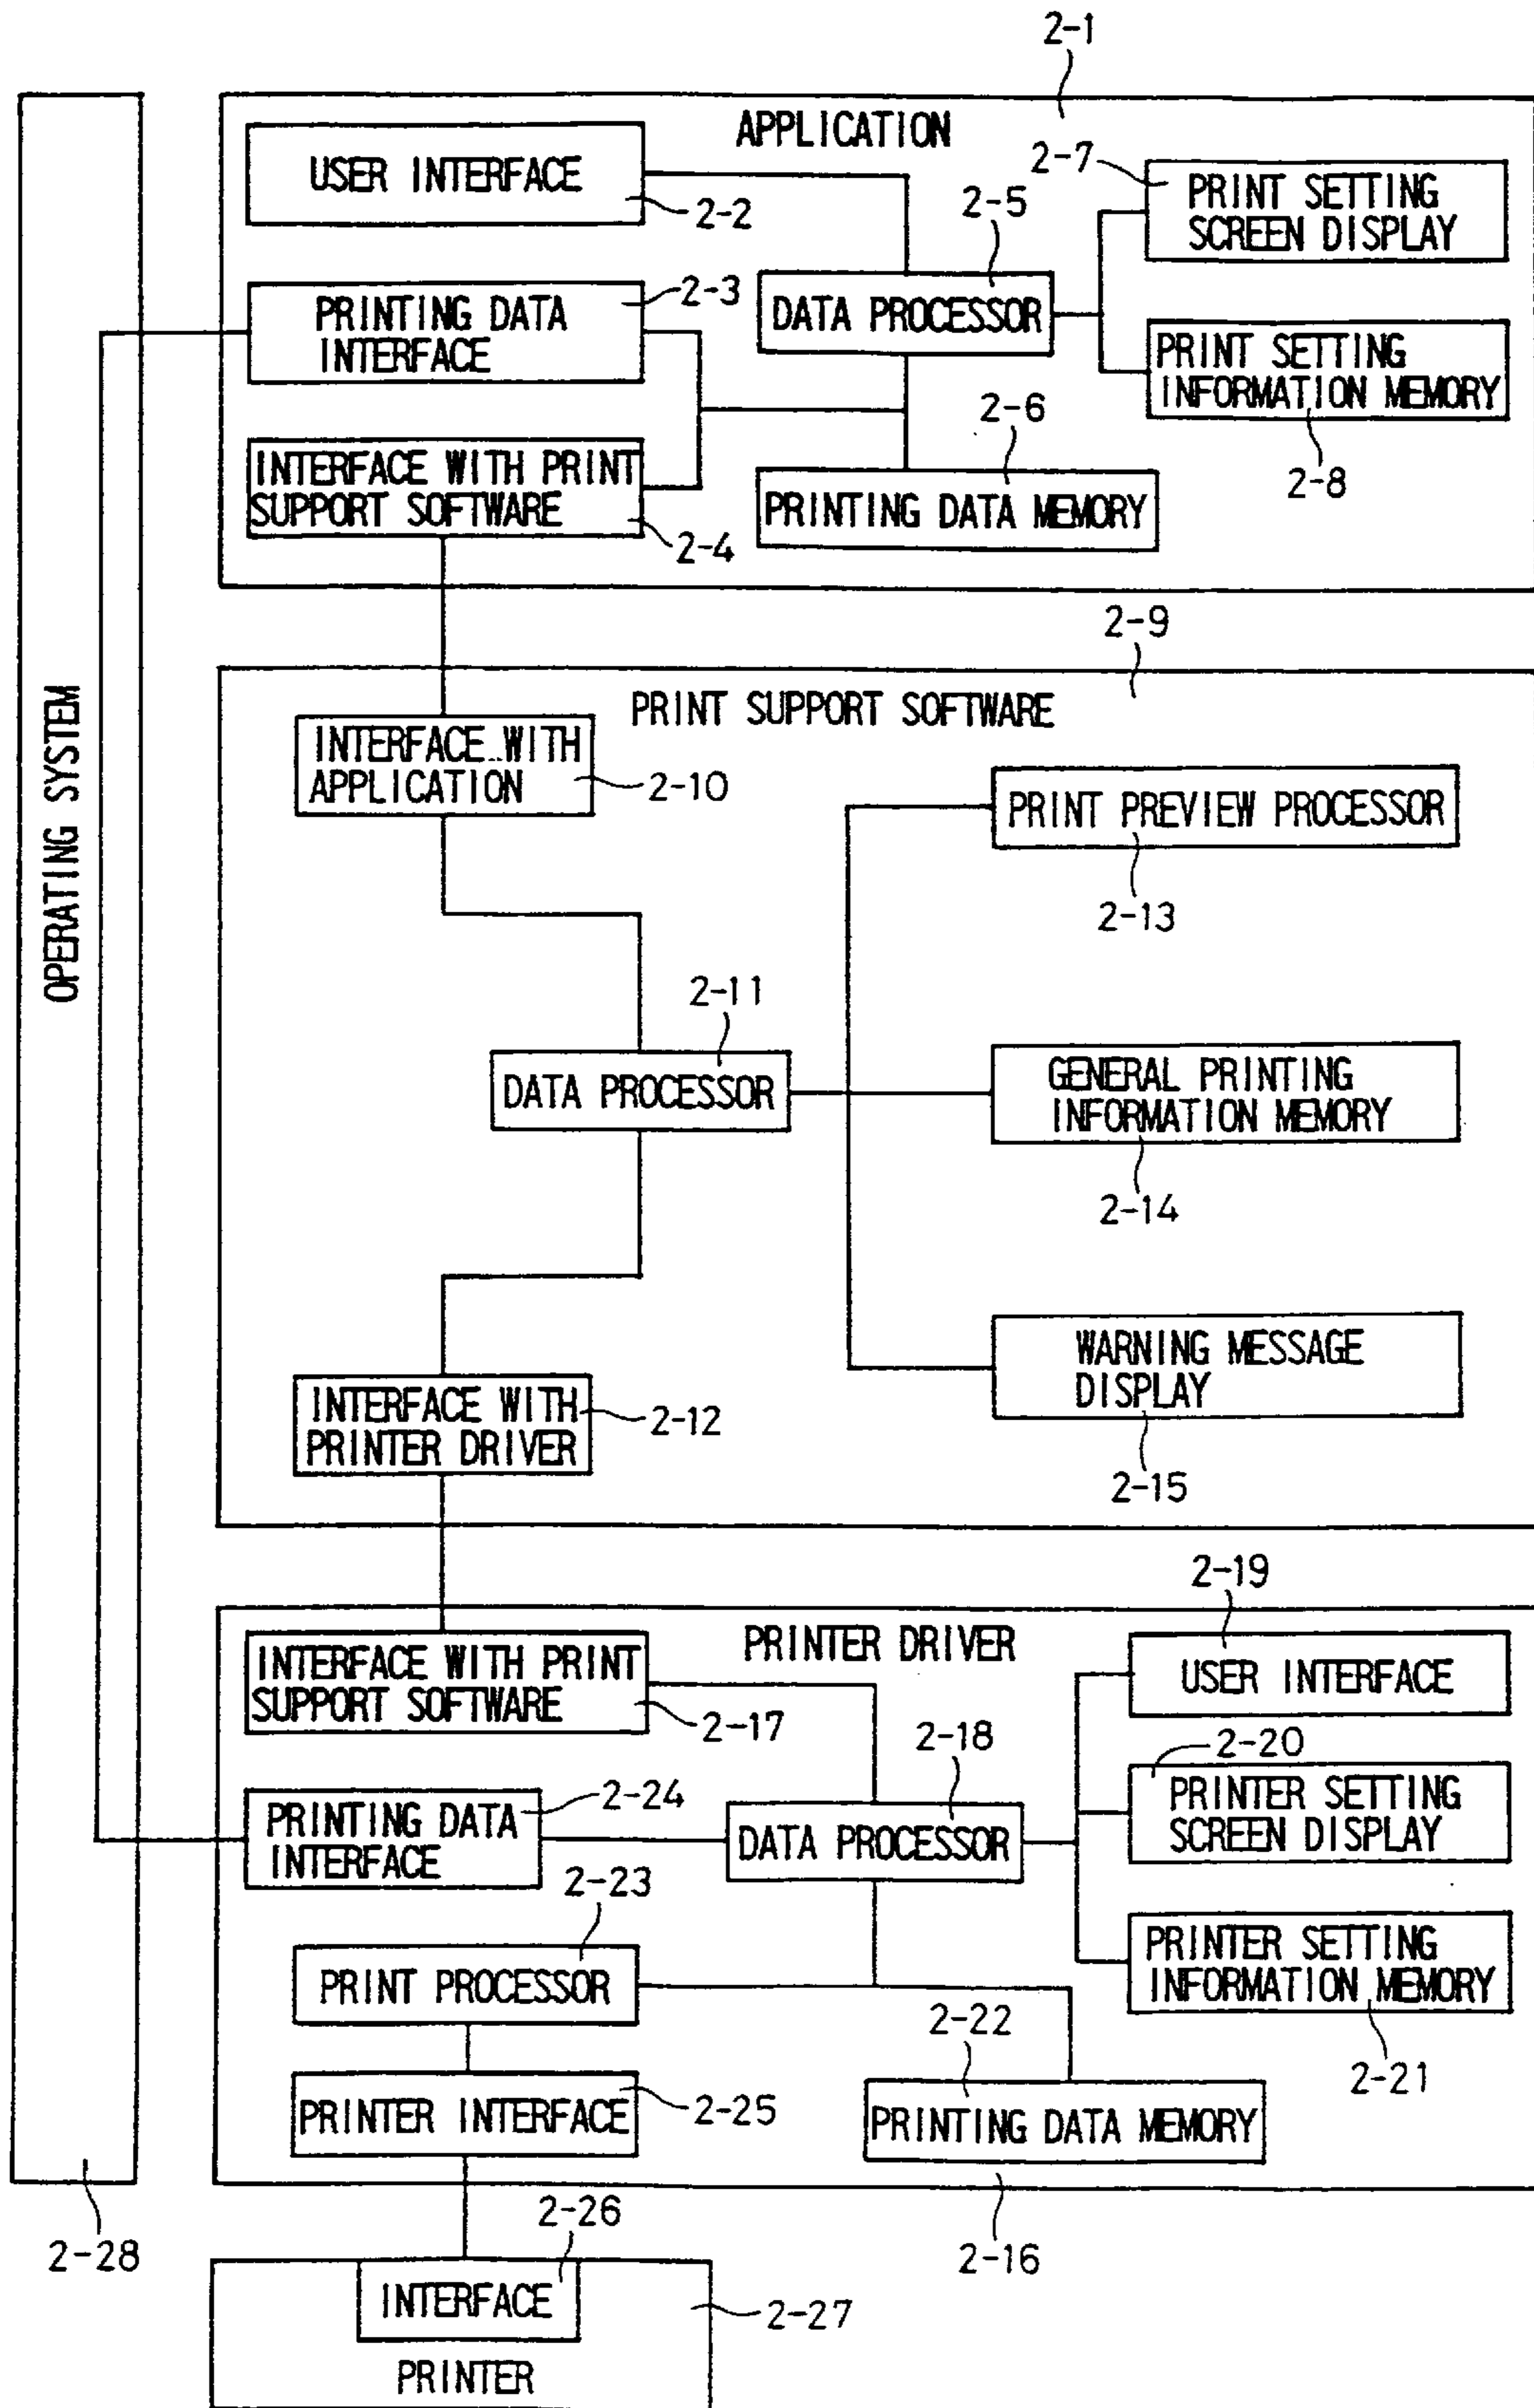 2-1
APPLICATION
USER INTERFACE
2-2
2-7
PRINT SETTING
SCREEN DISPLAY
2-5
PRINTING DATA
INTERFACE
2-3
DATA PROCESSOR
PRINT SETTING
INFORMATION MEMORY
2-8
INTERFACE WITH PRINT
SUPPORT SOFTWARE
2-4
2-6
PRINTING DATA MEMORY
OPERATING SYSTEM
2-9
PRINT SUPPORT SOFTWARE
INTERFACE WITH
APPLICATION
2-10
PRINT PREVIEW PROCESSOR
2-13
2-11
DATA PROCESSOR
GENERAL PRINTING
INFORMATION MEMORY
2-14
INTERFACE WITH
PRINTER DRIVER
2-12
WARNING MESSAGE
DISPLAY
2-15
2-19
PRINTER DRIVER
INTERFACE WITH PRINT
SUPPORT SOFTWARE
2-17
USER INTERFACE
2-18
2-20
PRINTER SETTING
SCREEN DISPLAY
PRINTING DATA
INTERFACE
2-24
DATA PROCESSOR
2-23
PRINT PROCESSOR
PRINTER SETTING
INFORMATION MEMORY
2-21
2-22
PRINTING DATA MEMORY
PRINTER INTERFACE
2-25
2-28
2-26
2-16
INTERFACE
2-27
PRINTER